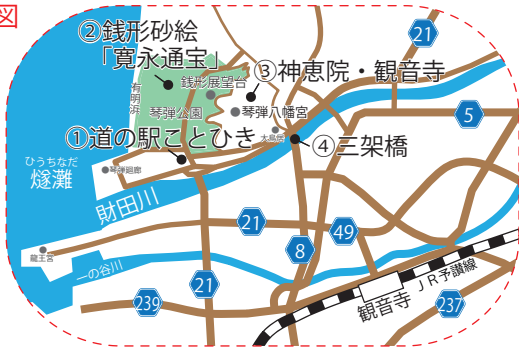 図
②銭形砂絵
「寛永通宝」
21
銭形展望台
③神恵院・観音寺
有明浜
琴弾公園
琴弾八幡宮
5
①道の駅ことひき
④三架橋
ひうちなだ
燧灘
琴弾廻廊
財田川
21
49
8
龍王宮
一の谷川
21
239
観音寺
JR予讃線
237